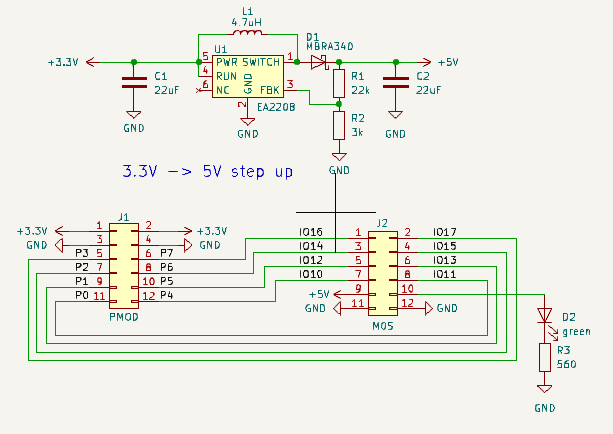 L1
4.7uH
D1
MBRA340
+3.3V
U1
5 PWR SWITCH 1
4 RUN
6 NC GND FBK 3
2
EA220B
+5V
C1
22uF
R1
22k
C2
22uF
R2
3k
GND
GND
GND
GND
3.3V -> 5V step up
J1
J2
+3.3V 1 2 +3.3V
GND 3 4 GND
P3 5 6 P7
P2 7 8 P6
P1 9 10 P5
P0 11 12 P4
PMOD
IO16 1 2 IO17
IO14 3 4 IO15
IO12 5 6 IO13
IO10 7 8 IO11
+5V 9 10
GND 11 12 GND
MOS
D2
green
R3
560
GND